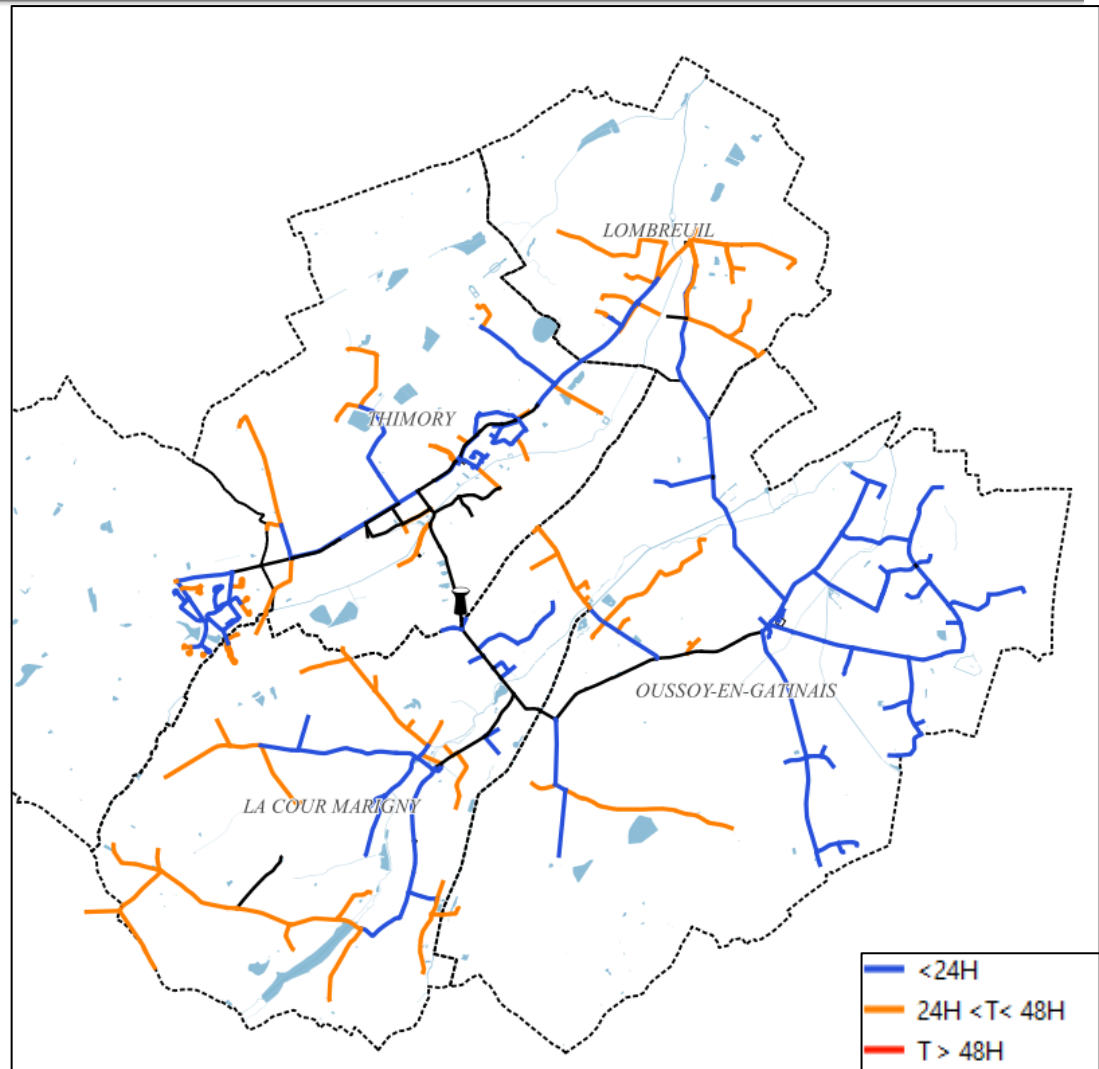 LOMBREUIL
THIMORY
OUSSOY-EN-GATINAIS
LA COUR MARIGNY
<24H
24H <T< 48H
T > 48H